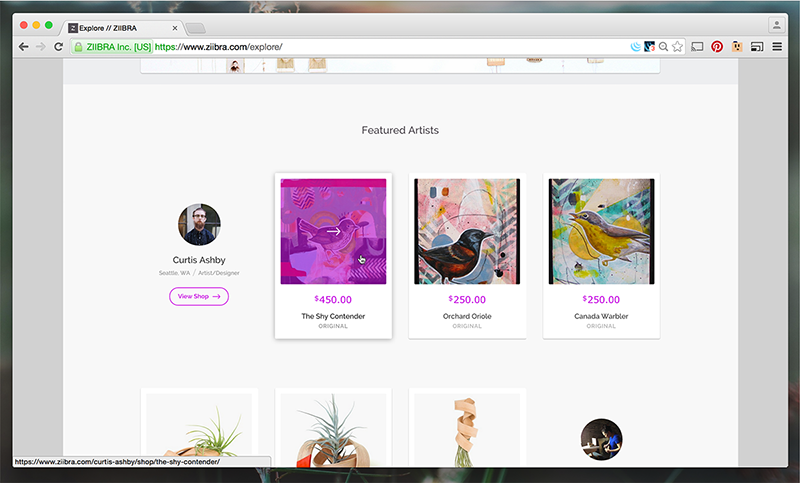 Explore // ZIIBRA
ZIIBRA Inc. [US]
https://www.ziibra.com/explore/
Featured Artists
Curtis Ashby
Seattle, WA / Artist/Designer
View Shop
$450.00
The Shy Contender
ORIGINAL
$250.00
Orchard Oriole
ORIGINAL
$250.00
Canada Warbler
ORIGINAL
https://www.ziibra.com/curtis-ashby/shop/the-shy-contender/